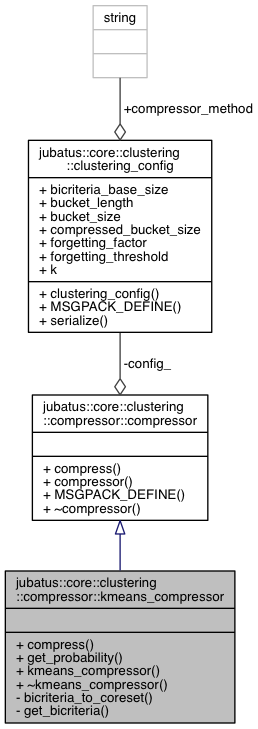 string
+compressor_method
jubatus::core::clustering
::clustering_config
+ bicriteria_base_size
+ bucket_length
+ bucket_size
+ compressed_bucket_size
+ forgetting_factor
+ forgetting_threshold
+ k
+ clustering_config()
+ MSGPACK_DEFINE()
+ serialize()
-config_
jubatus::core::clustering
::compressor::compressor
+ compress()
+ compressor()
+ MSGPACK_DEFINE()
+ ~compressor()
jubatus::core::clustering
::compressor::kmeans_compressor
+ compress()
+ get_probability()
+ kmeans_compressor()
+ ~kmeans_compressor()
- bicriteria_to_coreset()
- get_bicriteria()